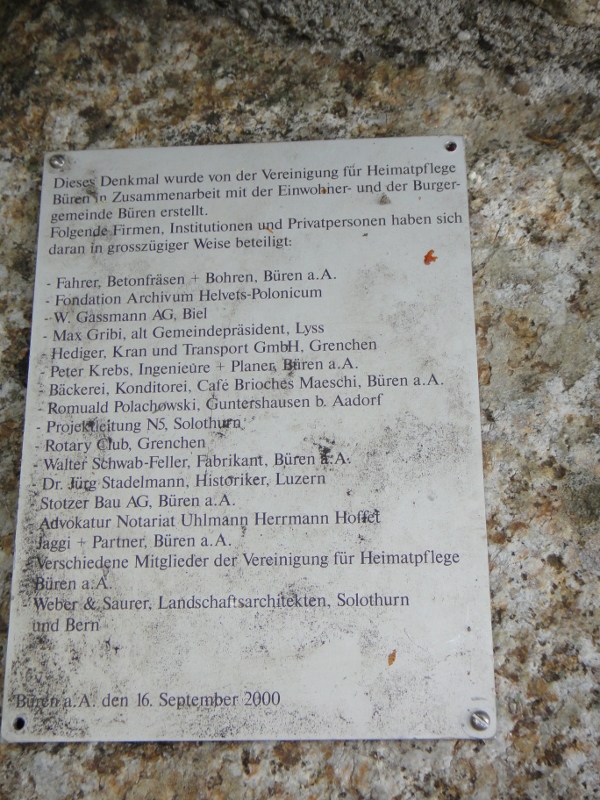 Dieses Denkmal wurde von der Vereinigung für Heimatpflege
Büren in Zusammenarbeit mit der Einwohner- und der Burger-
gemeinde Büren erstellt.
Folgende Firmen, Institutionen und Privatpersonen haben sich
daran in grosszügiger Weise beteiligt:
- Fahrer, Betonfräsen + Bohren, Büren a.A.
- Fondation Archivum Helveto-Polonicum
- W. Gassmann AG, Biel
- Max Gribi, alt Gemeindepräsident, Lyss
- Hediger, Kran und Transport GmbH, Grenchen
- Peter Krebs, Ingenieure + Planer, Büren a.A.
- Bäckerei, Konditorei, Café Brioches Maeschi, Büren a.A.
- Romuald Polachowski, Guntershausen b. Aadorf
- Projektleitung N5, Solothurn
- Rotary Club, Grenchen
- Walter Schwab-Feller, Fabrikant, Büren a.A.
- Dr. Jürg Stadelmann, Historiker, Luzern
- Stotzer Bau AG, Büren a.A.
- Advokatur Notariat Uhlmann Herrmann Hoffet
Jaggi + Partner, Büren a.A.
- Verschiedene Mitglieder der Vereinigung für Heimatpflege
Büren a.A.
- Weber & Saurer, Landschaftsarchitekten, Solothurn
und Bern
Büren a.A. den 16. September 2000